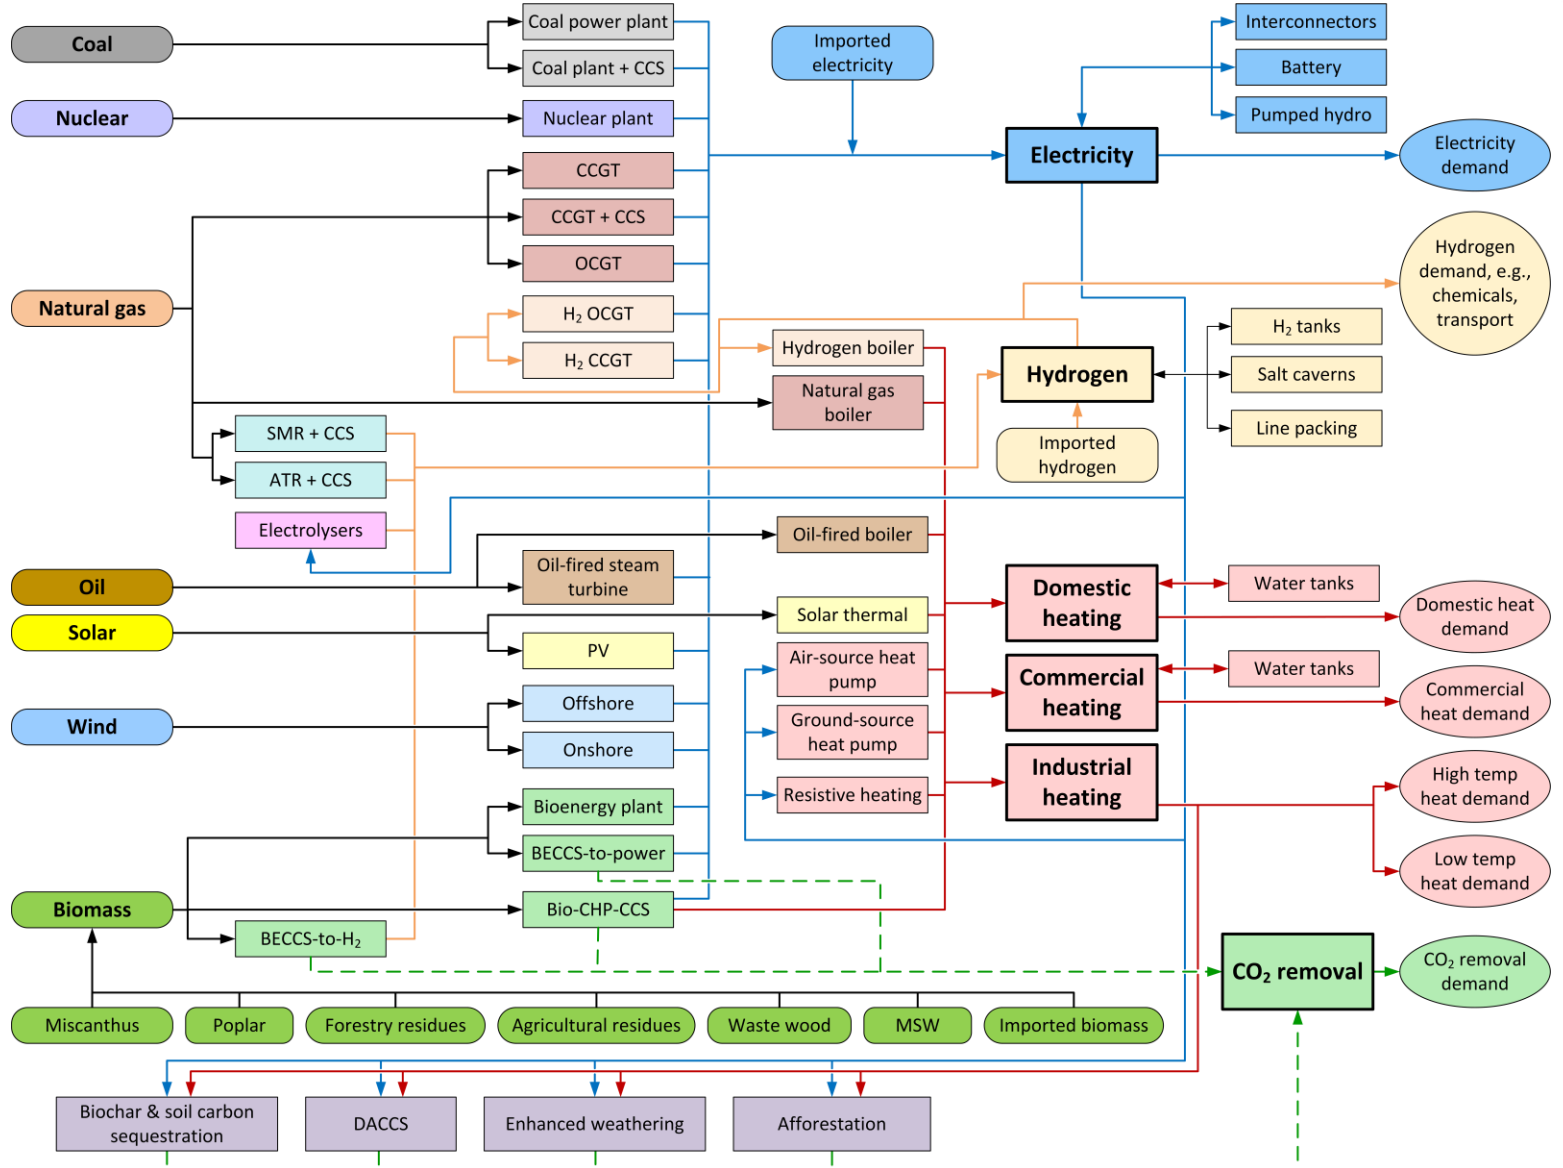 Coal
Coal power plant
Coal plant + CCS
Imported
electricity
Interconnectors
Battery
Pumped hydro
Nuclear
Nuclear plant
Electricity
Electricity
demand
CCGT
CCGT + CCS
OCGT
Natural gas
H₂ OCGT
H₂ CCGT
Hydrogen boiler
Natural gas
boiler
Hydrogen
Imported
hydrogen
Hydrogen
demand, e.g.,
chemicals,
transport
H₂ tanks
Salt caverns
Line packing
SMR + CCS
ATR + CCS
Electrolysers
Oil-fired boiler
Oil
Oil-fired steam
turbine
Solar
Solar thermal
PV
Domestic
heating
Water tanks
Domestic heat
demand
Air-source heat
pump
Commercial
heating
Water tanks
Commercial
heat demand
Wind
Offshore
Onshore
Ground-source
heat pump
Resistive heating
Industrial
heating
High temp
heat demand
Low temp
heat demand
Bioenergy plant
BECCS-to-power
Biomass
Bio-CHP-CCS
BECCS-to-H₂
CO₂ removal
CO₂ removal
demand
Miscanthus
Poplar
Forestry residues
Agricultural residues
Waste wood
MSW
Imported biomass
Biochar & soil carbon
sequestration
DACCS
Enhanced weathering
Afforestation